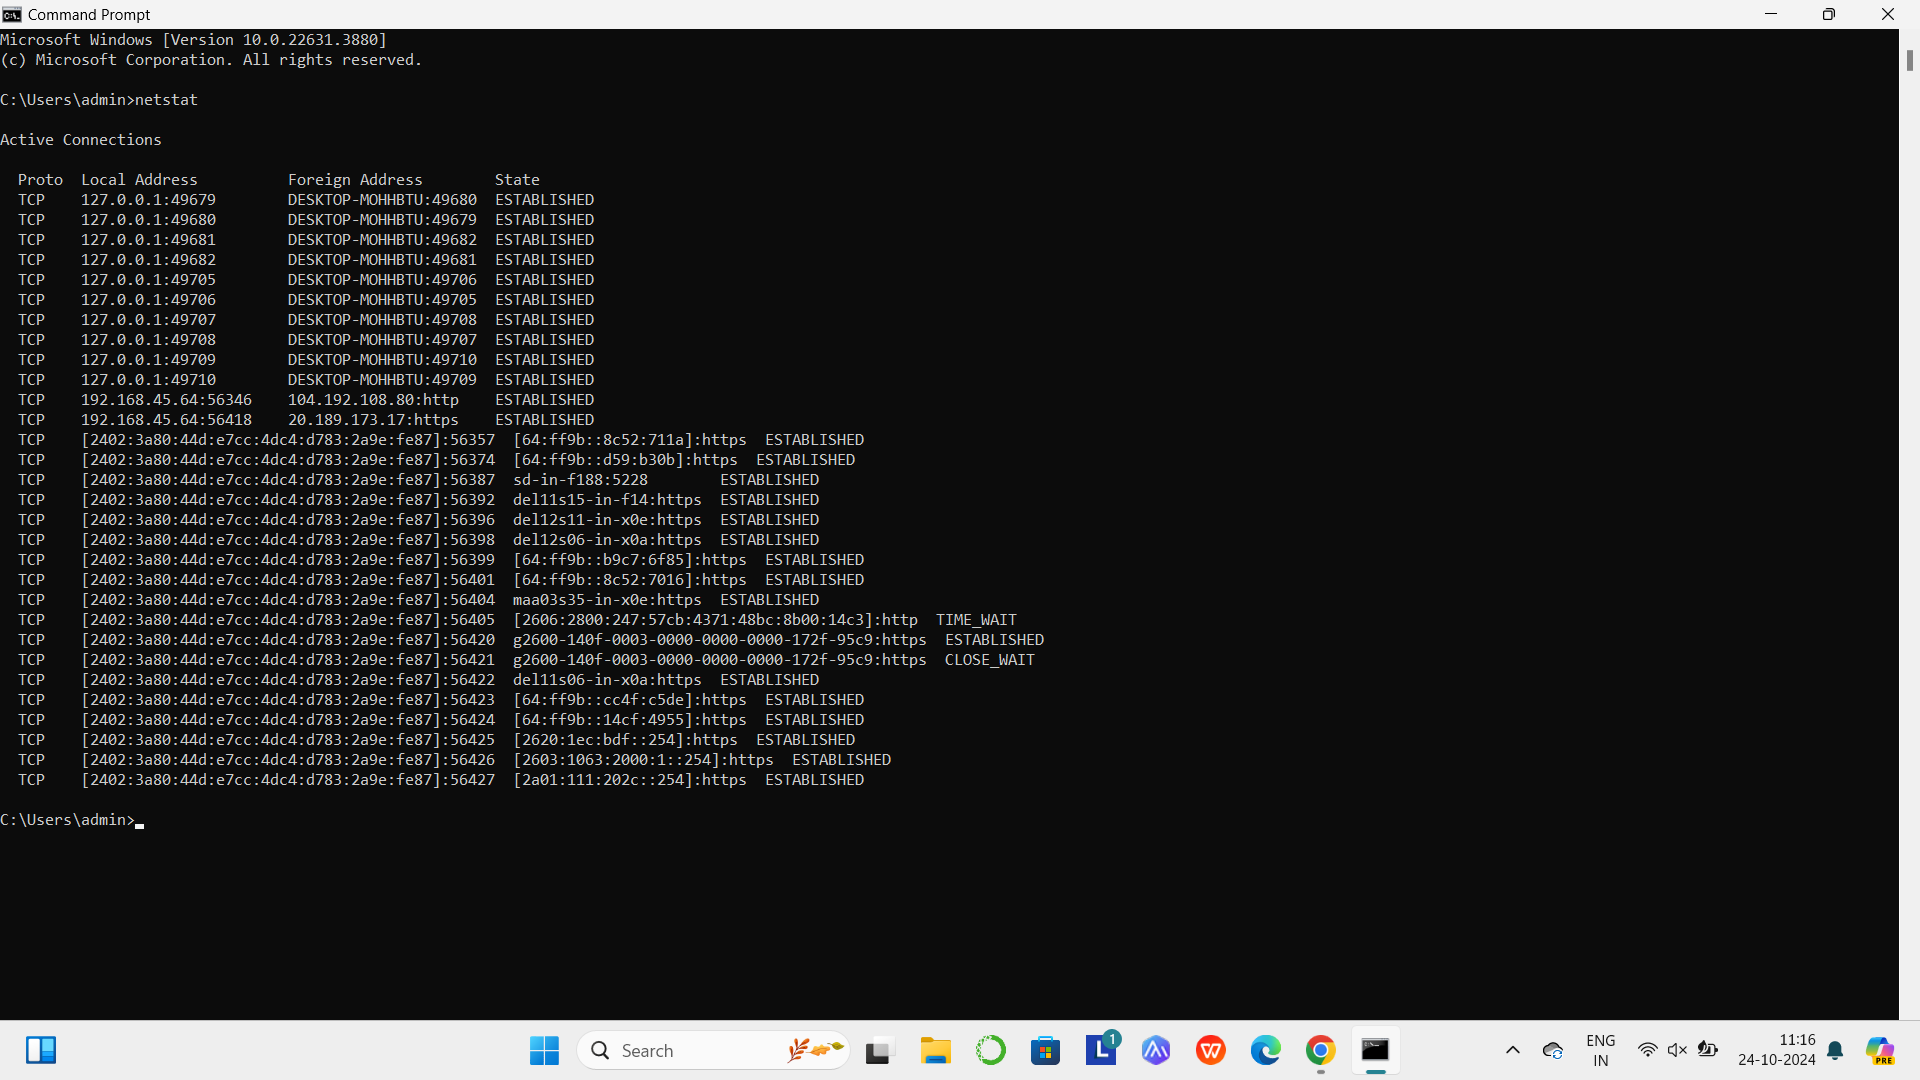 Command Prompt
Microsoft Windows [Version 10.0.22631.3880]
(c) Microsoft Corporation. All rights reserved.
C:\Users\admin>netstat
Active Connections
Proto  Local Address          Foreign Address        State
TCP    127.0.0.1:49679        DESKTOP-MOHHBTU:49680  ESTABLISHED
TCP    127.0.0.1:49680        DESKTOP-MOHHBTU:49679  ESTABLISHED
TCP    127.0.0.1:49681        DESKTOP-MOHHBTU:49682  ESTABLISHED
TCP    127.0.0.1:49682        DESKTOP-MOHHBTU:49681  ESTABLISHED
TCP    127.0.0.1:49705        DESKTOP-MOHHBTU:49706  ESTABLISHED
TCP    127.0.0.1:49706        DESKTOP-MOHHBTU:49705  ESTABLISHED
TCP    127.0.0.1:49707        DESKTOP-MOHHBTU:49708  ESTABLISHED
TCP    127.0.0.1:49708        DESKTOP-MOHHBTU:49707  ESTABLISHED
TCP    127.0.0.1:49709        DESKTOP-MOHHBTU:49710  ESTABLISHED
TCP    127.0.0.1:49710        DESKTOP-MOHHBTU:49709  ESTABLISHED
TCP    192.168.45.64:56346    104.192.108.80:http    ESTABLISHED
TCP    192.168.45.64:56418    20.189.173.17:https    ESTABLISHED
TCP    [2402:3a80:44d:e7cc:4dc4:d783:2a9e:fe87]:56357  [64:ff9b::8c52:711a]:https  ESTABLISHED
TCP    [2402:3a80:44d:e7cc:4dc4:d783:2a9e:fe87]:56374  [64:ff9b::d59:b30b]:https  ESTABLISHED
TCP    [2402:3a80:44d:e7cc:4dc4:d783:2a9e:fe87]:56387  sd-in-f188:5228        ESTABLISHED
TCP    [2402:3a80:44d:e7cc:4dc4:d783:2a9e:fe87]:56392  del11s15-in-f14:https  ESTABLISHED
TCP    [2402:3a80:44d:e7cc:4dc4:d783:2a9e:fe87]:56396  del12s11-in-x0e:https  ESTABLISHED
TCP    [2402:3a80:44d:e7cc:4dc4:d783:2a9e:fe87]:56398  del12s06-in-x0a:https  ESTABLISHED
TCP    [2402:3a80:44d:e7cc:4dc4:d783:2a9e:fe87]:56399  [64:ff9b::b9c7:6f85]:https  ESTABLISHED
TCP    [2402:3a80:44d:e7cc:4dc4:d783:2a9e:fe87]:56401  [64:ff9b::8c52:7016]:https  ESTABLISHED
TCP    [2402:3a80:44d:e7cc:4dc4:d783:2a9e:fe87]:56404  maa03s35-in-x0e:https  ESTABLISHED
TCP    [2402:3a80:44d:e7cc:4dc4:d783:2a9e:fe87]:56405  [2606:2800:247:57cb:4371:48bc:8b00:14c3]:http  TIME_WAIT
TCP    [2402:3a80:44d:e7cc:4dc4:d783:2a9e:fe87]:56420  g2600-140f-0003-0000-0000-0000-172f-95c9:https  ESTABLISHED
TCP    [2402:3a80:44d:e7cc:4dc4:d783:2a9e:fe87]:56421  g2600-140f-0003-0000-0000-0000-172f-95c9:https  CLOSE_WAIT
TCP    [2402:3a80:44d:e7cc:4dc4:d783:2a9e:fe87]:56422  del11s06-in-x0a:https  ESTABLISHED
TCP    [2402:3a80:44d:e7cc:4dc4:d783:2a9e:fe87]:56423  [64:ff9b::cc4f:c5de]:https  ESTABLISHED
TCP    [2402:3a80:44d:e7cc:4dc4:d783:2a9e:fe87]:56424  [64:ff9b::14cf:4955]:https  ESTABLISHED
TCP    [2402:3a80:44d:e7cc:4dc4:d783:2a9e:fe87]:56425  [2620:1ec:bdf::254]:https  ESTABLISHED
TCP    [2402:3a80:44d:e7cc:4dc4:d783:2a9e:fe87]:56426  [2603:1063:2000:1::254]:https  ESTABLISHED
TCP    [2402:3a80:44d:e7cc:4dc4:d783:2a9e:fe87]:56427  [2a01:111:202c::254]:https  ESTABLISHED
C:\Users\admin>
Search
L
1
W
ENG
IN
11:16
24-10-2024
PRE